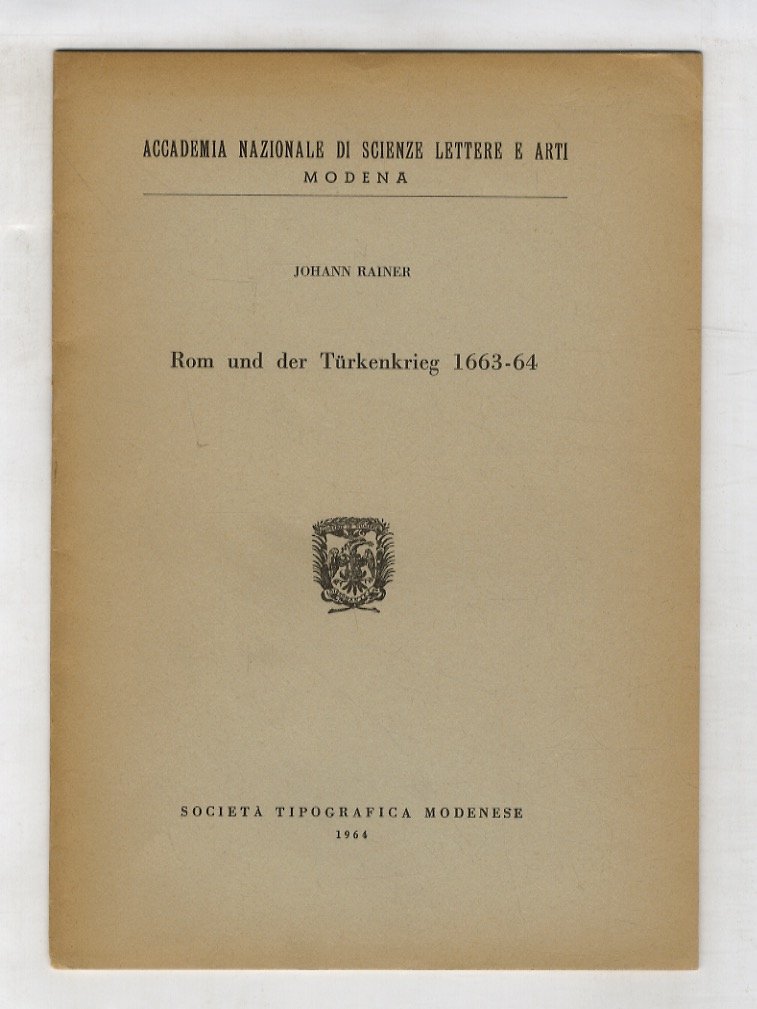 ACCADEMIA NAZIONALE DI SCIENZE LETTERE E ARTI
MODENA
JOHANN RAINER
Rom und der Türkenkrieg 1663-64
SOCIETÀ TIPOGRAFICA MODENESE
1964